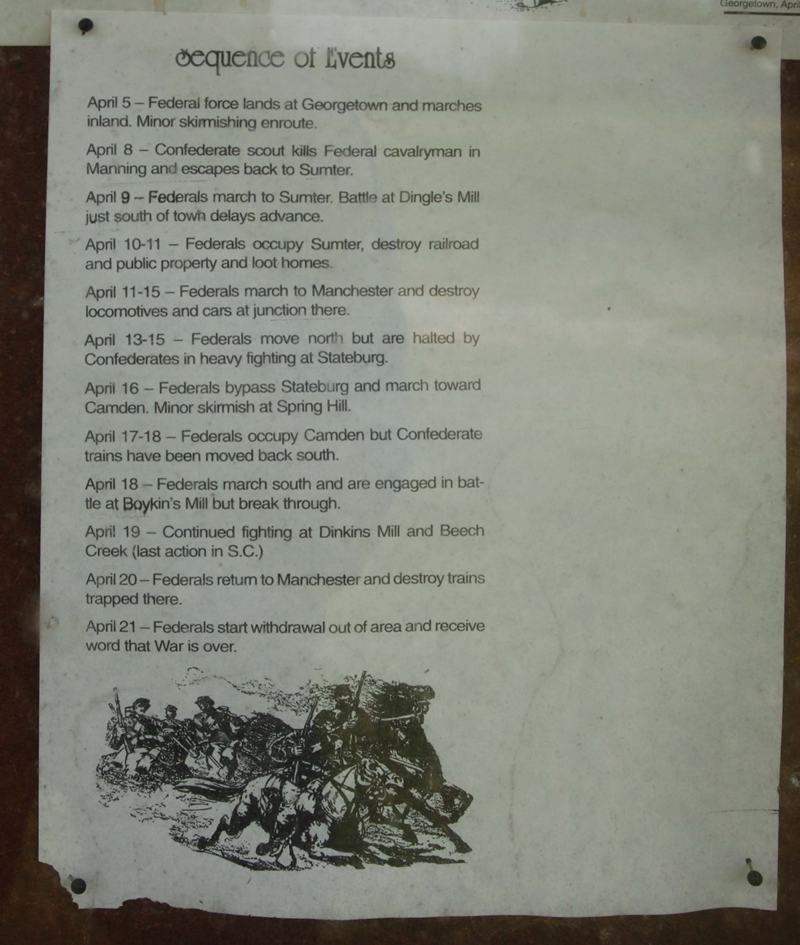 Georgetown, April
Sequence of Events
April 5 – Federal force lands at Georgetown and marches
inland. Minor skirmishing enroute.
April 8 – Confederate scout kills Federal cavalryman in
Manning and escapes back to Sumter.
April 9 – Federals march to Sumter. Battle at Dingle's Mill
just south of town delays advance.
April 10-11 – Federals occupy Sumter, destroy railroad
and public property and loot homes.
April 11-15 – Federals march to Manchester and destroy
locomotives and cars at junction there.
April 13-15 – Federals move north but are halted by
Confederates in heavy fighting at Stateburg.
April 16 – Federals bypass Stateburg and march toward
Camden. Minor skirmish at Spring Hill.
April 17-18 – Federals occupy Camden but Confederate
trains have been moved back south.
April 18 – Federals march south and are engaged in bat-
tle at Boykin's Mill but break through.
April 19 – Continued fighting at Dinkins Mill and Beech
Creek (last action in S.C.)
April 20 – Federals return to Manchester and destroy trains
trapped there.
April 21 – Federals start withdrawal out of area and receive
word that War is over.